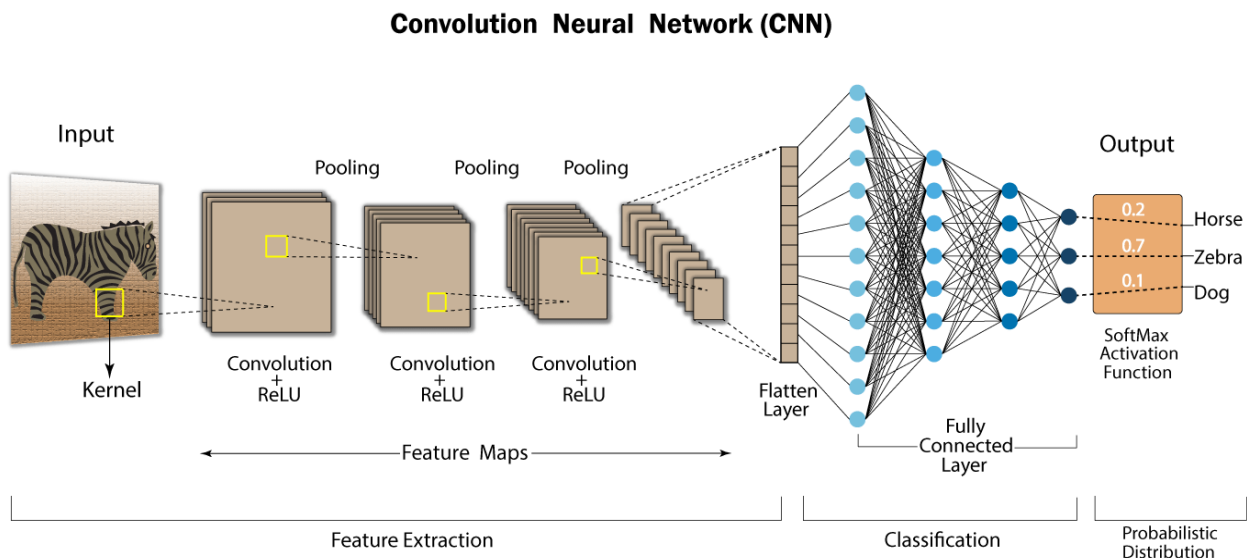 Convolution Neural Network (CNN)
Input
Kernel
Pooling
Pooling
Pooling
Convolution
+
ReLU
Convolution
+
ReLU
Convolution
+
ReLU
Feature Maps
Flatten
Layer
Fully
Connected
Layer
Output
0.2
Horse
0.7
Zebra
0.1
Dog
SoftMax
Activation
Function
Feature Extraction
Classification
Probabilistic
Distribution